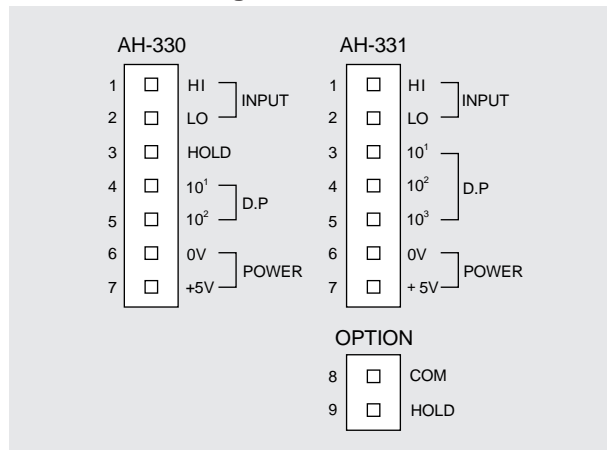 AH-330
1 HI
INPUT
2 LO
3 HOLD
4 10¹
D.P
5 10²
6 0V
POWER
7 +5V
AH-331
1 HI
INPUT
2 LO
3 10¹
4 10²
D.P
5 10³
6 0V
POWER
7 + 5V
OPTION
8 COM
9 HOLD